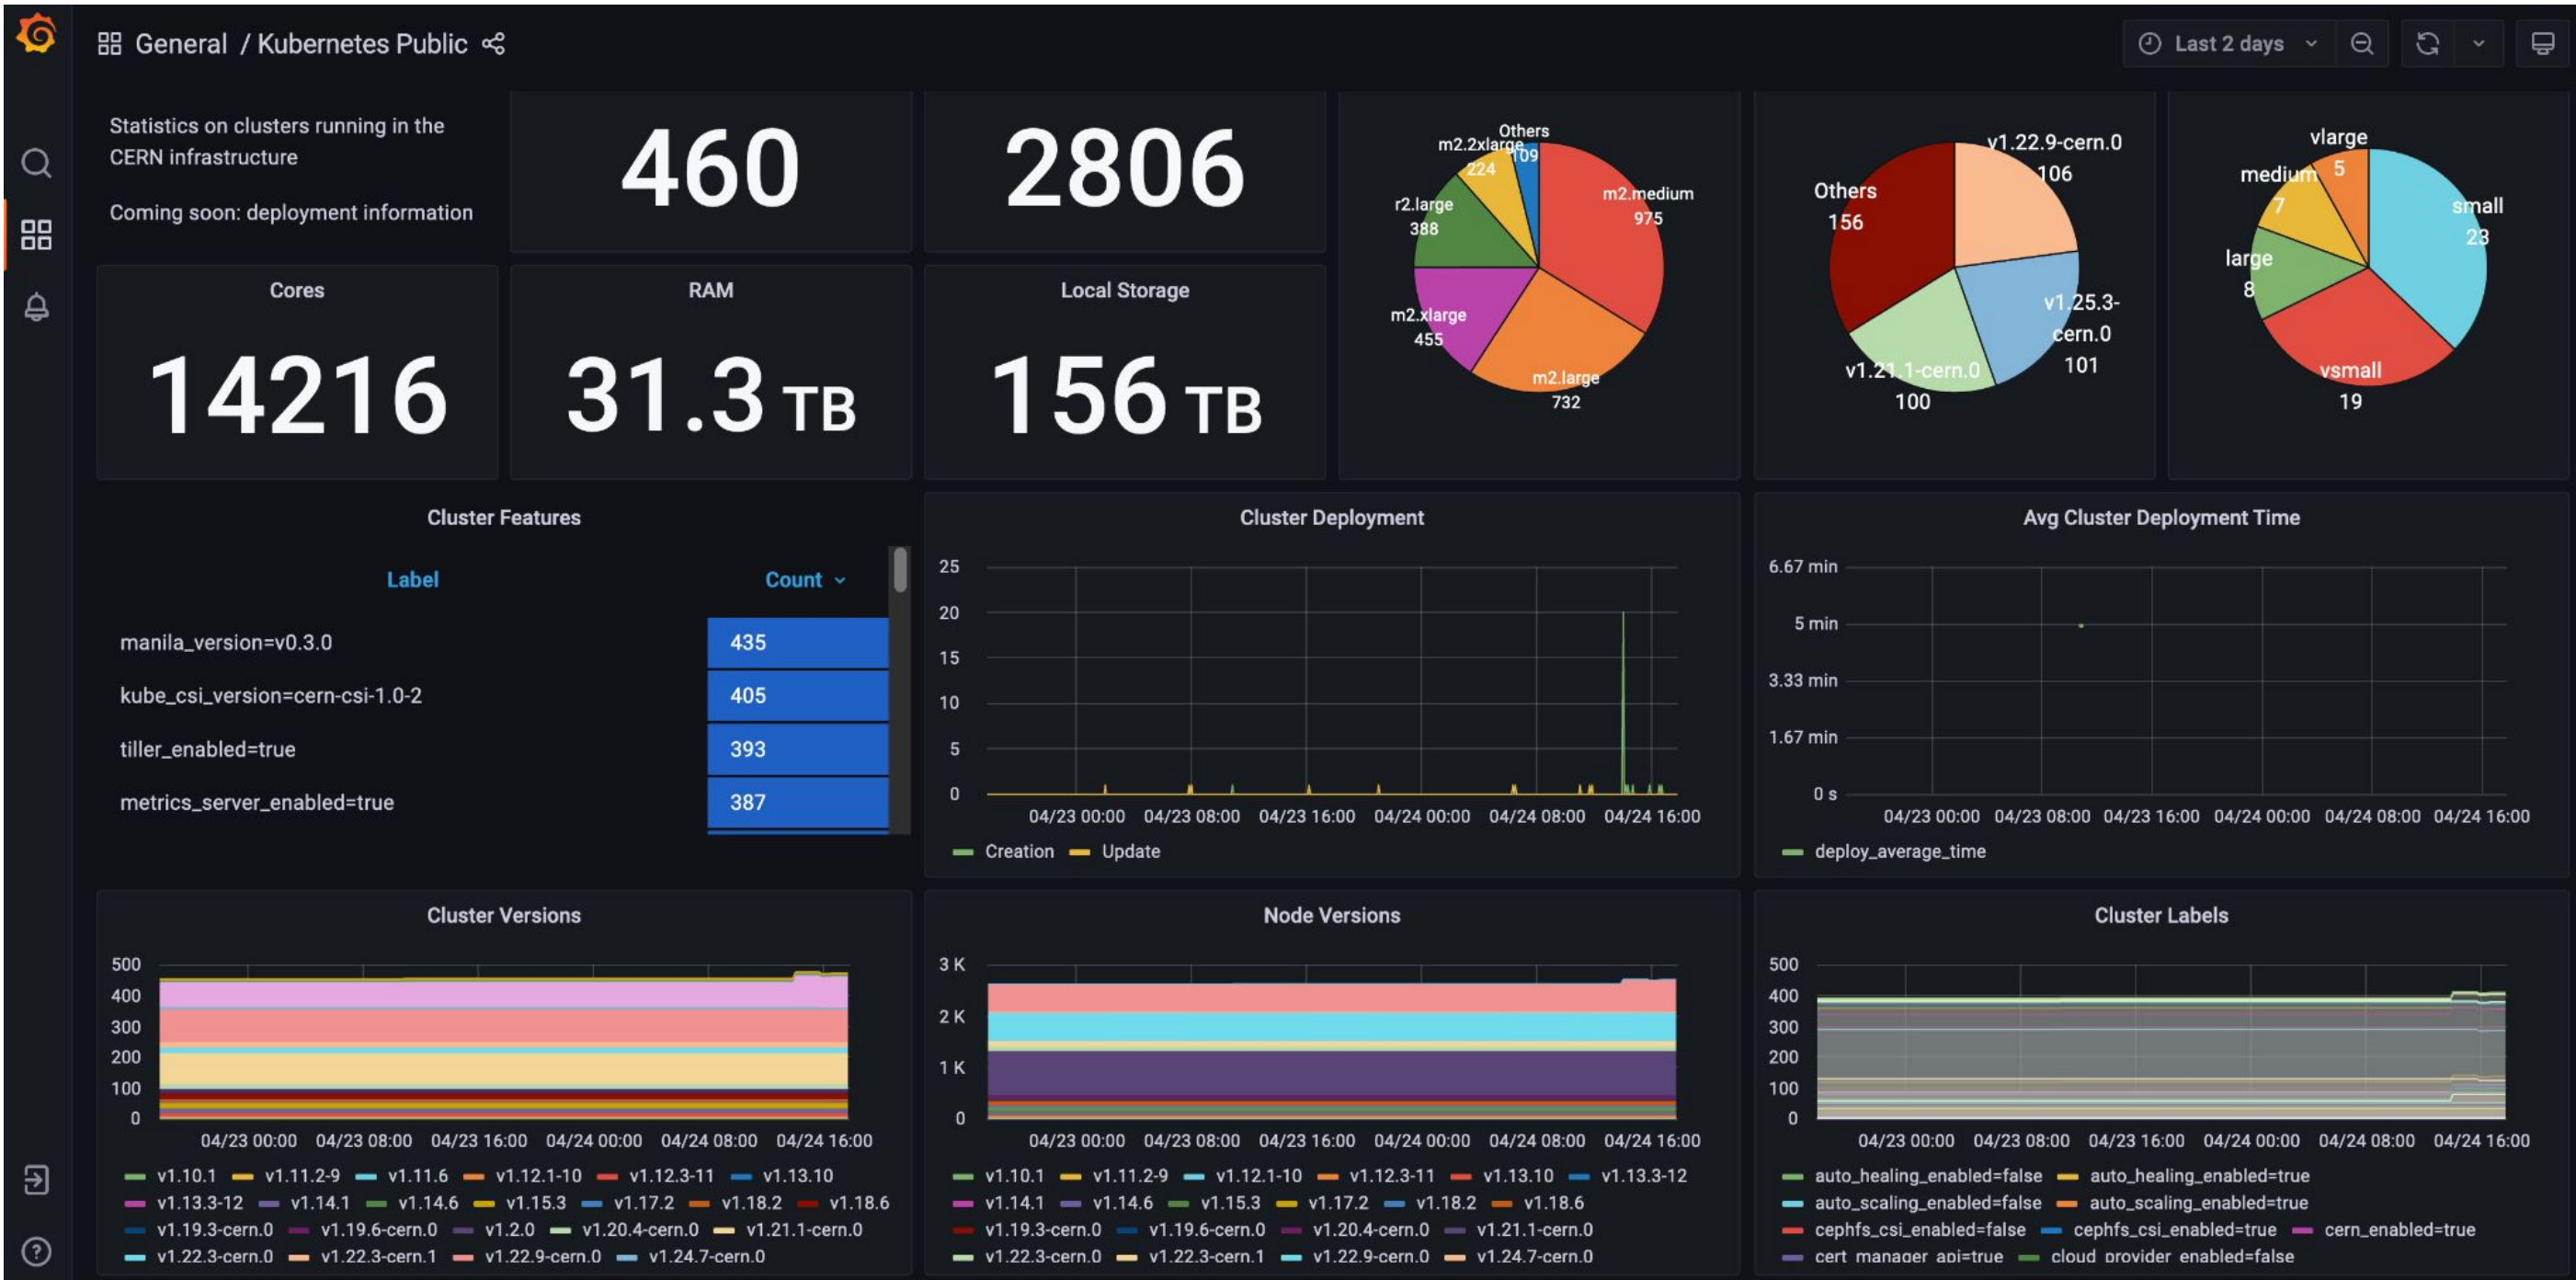 General / Kubernetes Public
Last 2 days
Statistics on clusters running in the
CERN infrastructure
Coming soon: deployment information
460
2806
Others
109
m2.2xlarge
224
r2.large
388
m2.xlarge
455
m2.large
732
m2.medium
975
v1.22.9-cern.0
106
Others
156
v1.25.3-
cern.0
101
v1.21.1-cern.0
100
vlarge
5
medium
7
small
23
large
8
vsmall
19
Cores
14216
RAM
31.3 TB
Local Storage
156 TB
Cluster Features
Label Count
manila_version=v0.3.0 435
kube_csi_version=cern-csi-1.0-2 405
tiller_enabled=true 393
metrics_server_enabled=true 387
Cluster Deployment
25
20
15
10
5
0
04/23 00:00 04/23 08:00 04/23 16:00 04/24 00:00 04/24 08:00 04/24 16:00
Creation Update
Avg Cluster Deployment Time
6.67 min
5 min
3.33 min
1.67 min
0 s
04/23 00:00 04/23 08:00 04/23 16:00 04/24 00:00 04/24 08:00 04/24 16:00
deploy_average_time
Cluster Versions
500
400
300
200
100
0
04/23 00:00 04/23 08:00 04/23 16:00 04/24 00:00 04/24 08:00 04/24 16:00
v1.10.1 v1.11.2-9 v1.11.6 v1.12.1-10 v1.12.3-11 v1.13.10
v1.13.3-12 v1.14.1 v1.14.6 v1.15.3 v1.17.2 v1.18.2 v1.18.6
v1.19.3-cern.0 v1.19.6-cern.0 v1.2.0 v1.20.4-cern.0 v1.21.1-cern.0
v1.22.3-cern.0 v1.22.3-cern.1 v1.22.9-cern.0 v1.24.7-cern.0
Node Versions
3 K
2 K
1 K
0
04/23 00:00 04/23 08:00 04/23 16:00 04/24 00:00 04/24 08:00 04/24 16:00
v1.10.1 v1.11.2-9 v1.12.1-10 v1.12.3-11 v1.13.10 v1.13.3-12
v1.14.1 v1.14.6 v1.15.3 v1.17.2 v1.18.2 v1.18.6
v1.19.3-cern.0 v1.19.6-cern.0 v1.20.4-cern.0 v1.21.1-cern.0
v1.22.3-cern.0 v1.22.3-cern.1 v1.22.9-cern.0 v1.24.7-cern.0
Cluster Labels
500
400
300
200
100
0
04/23 00:00 04/23 08:00 04/23 16:00 04/24 00:00 04/24 08:00 04/24 16:00
auto_healing_enabled=false auto_healing_enabled=true
auto_scaling_enabled=false auto_scaling_enabled=true
cephfs_csi_enabled=false cephfs_csi_enabled=true cern_enabled=true
cert_manager_api=true cloud_provider_enabled=false